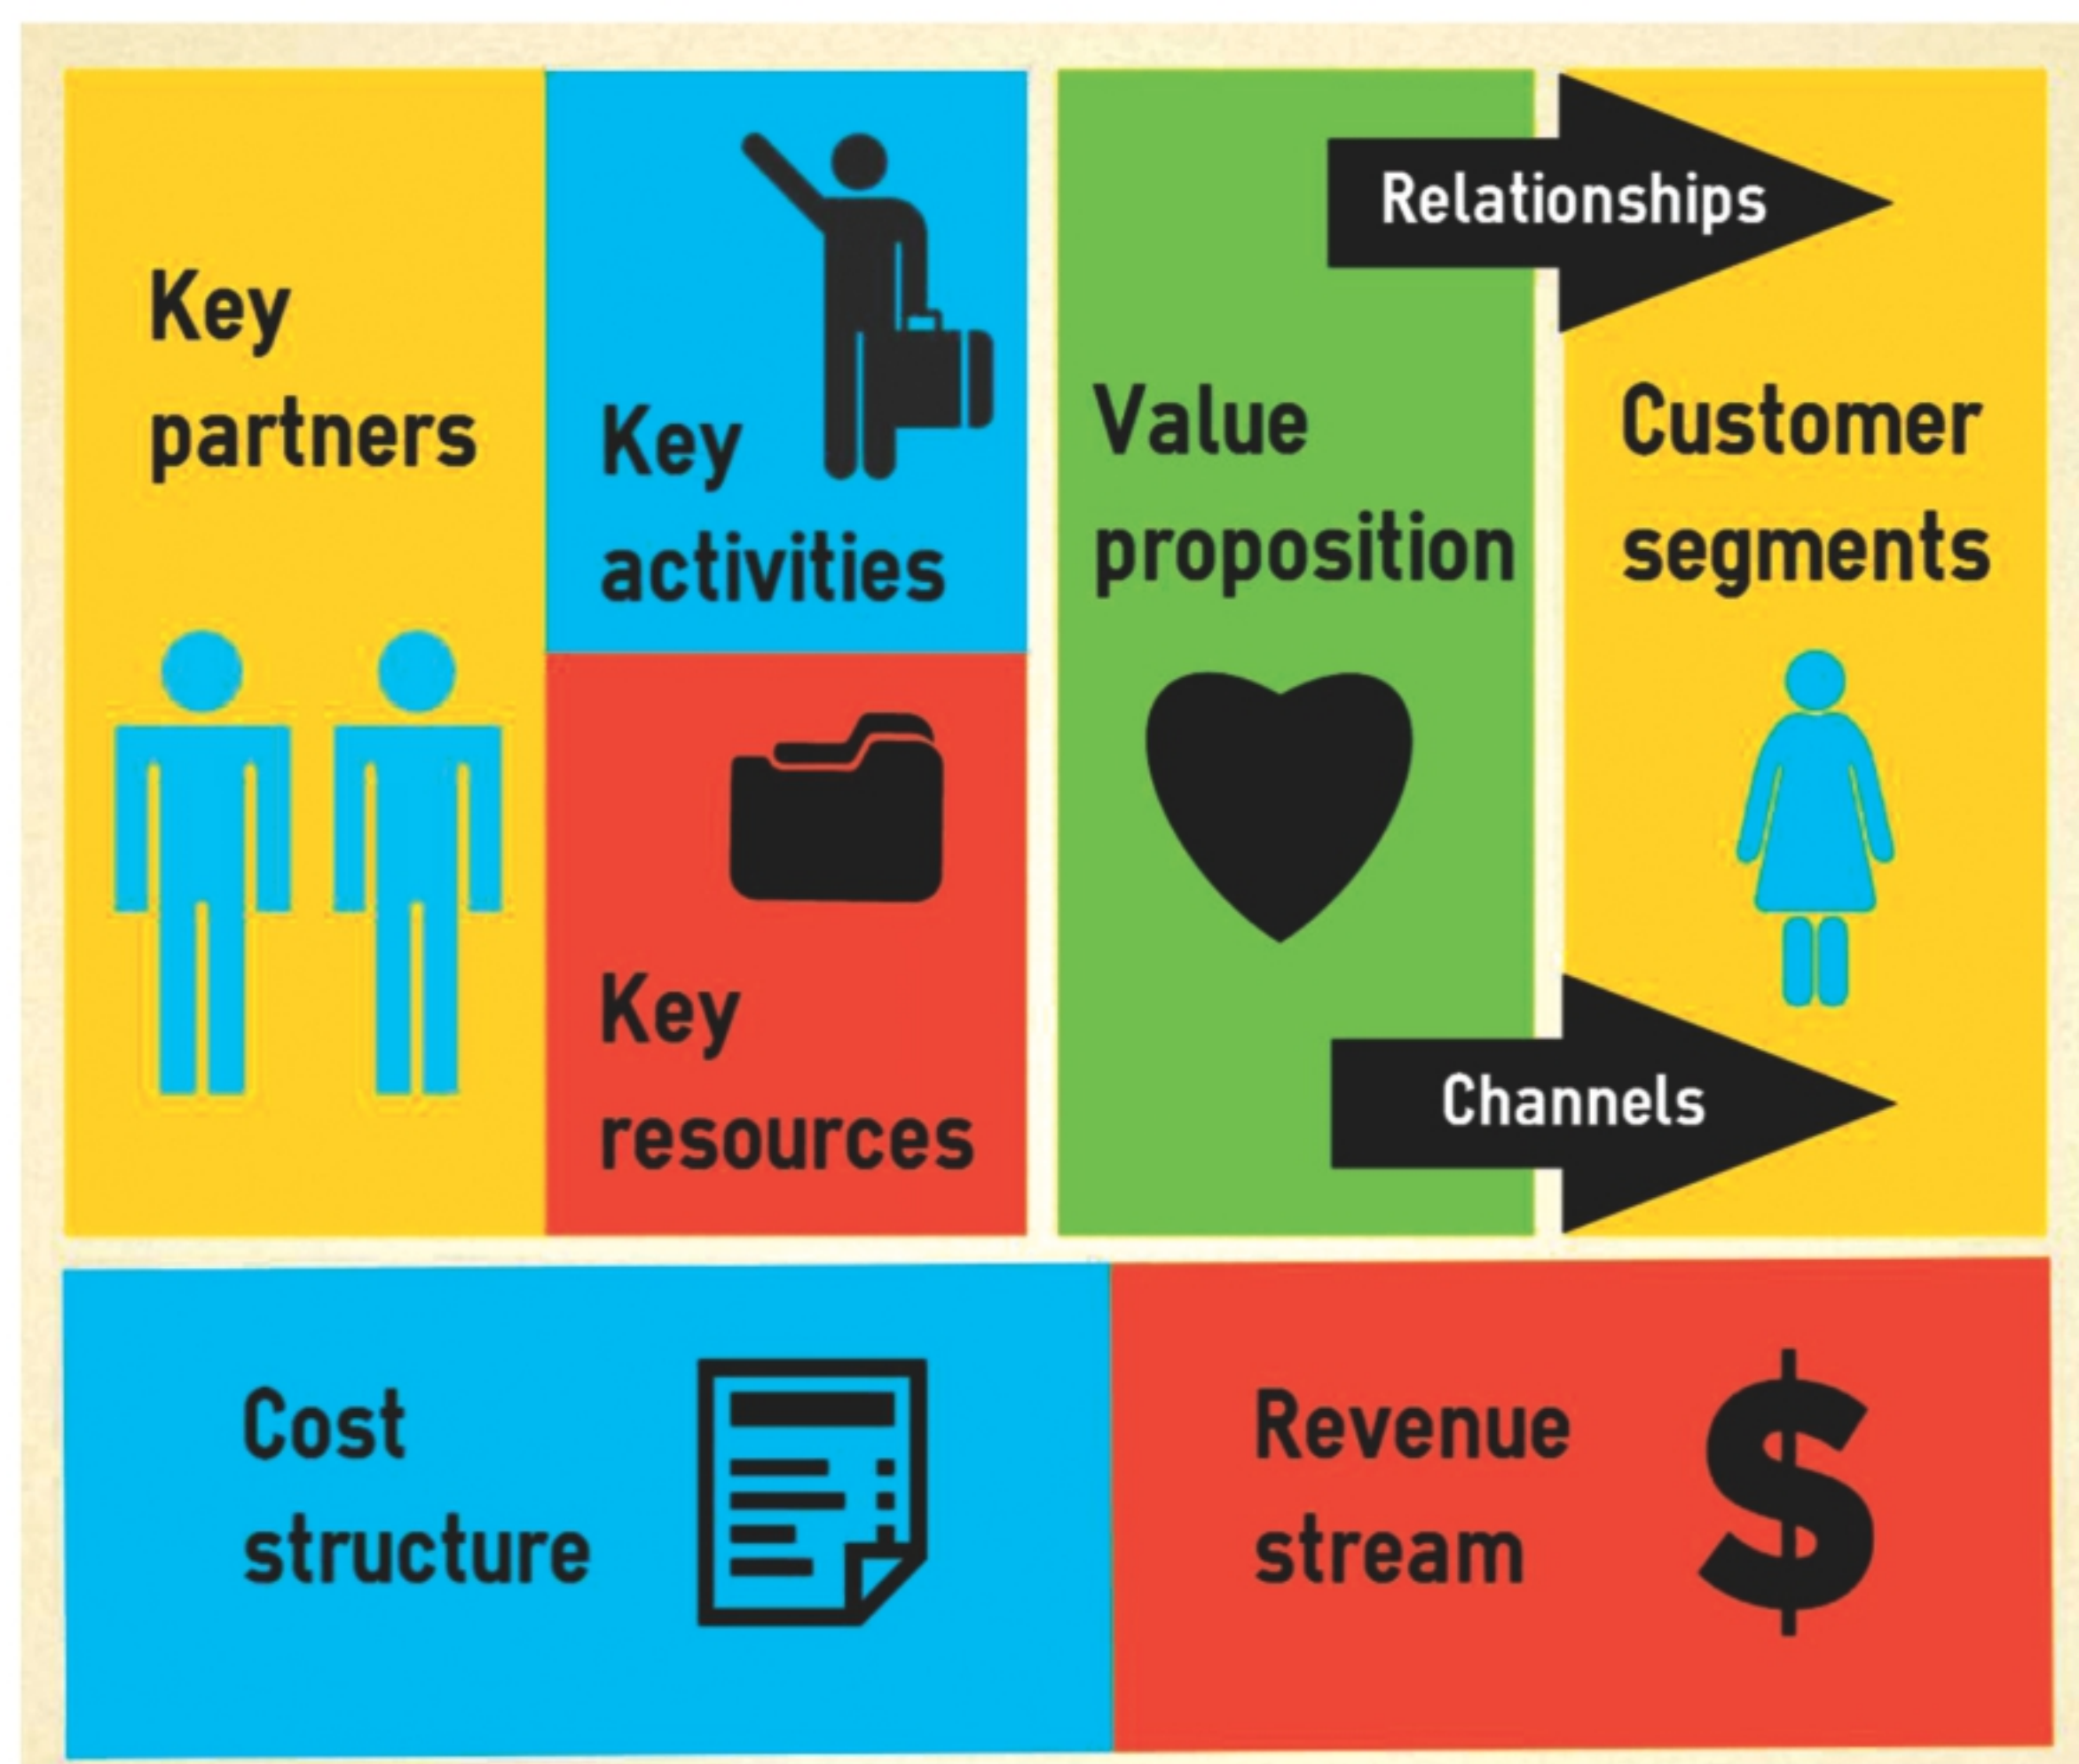 Key
partners
Key
activities
Key
resources
Value
proposition
Relationships
Customer
segments
Channels
Cost
structure
Revenue
stream
$